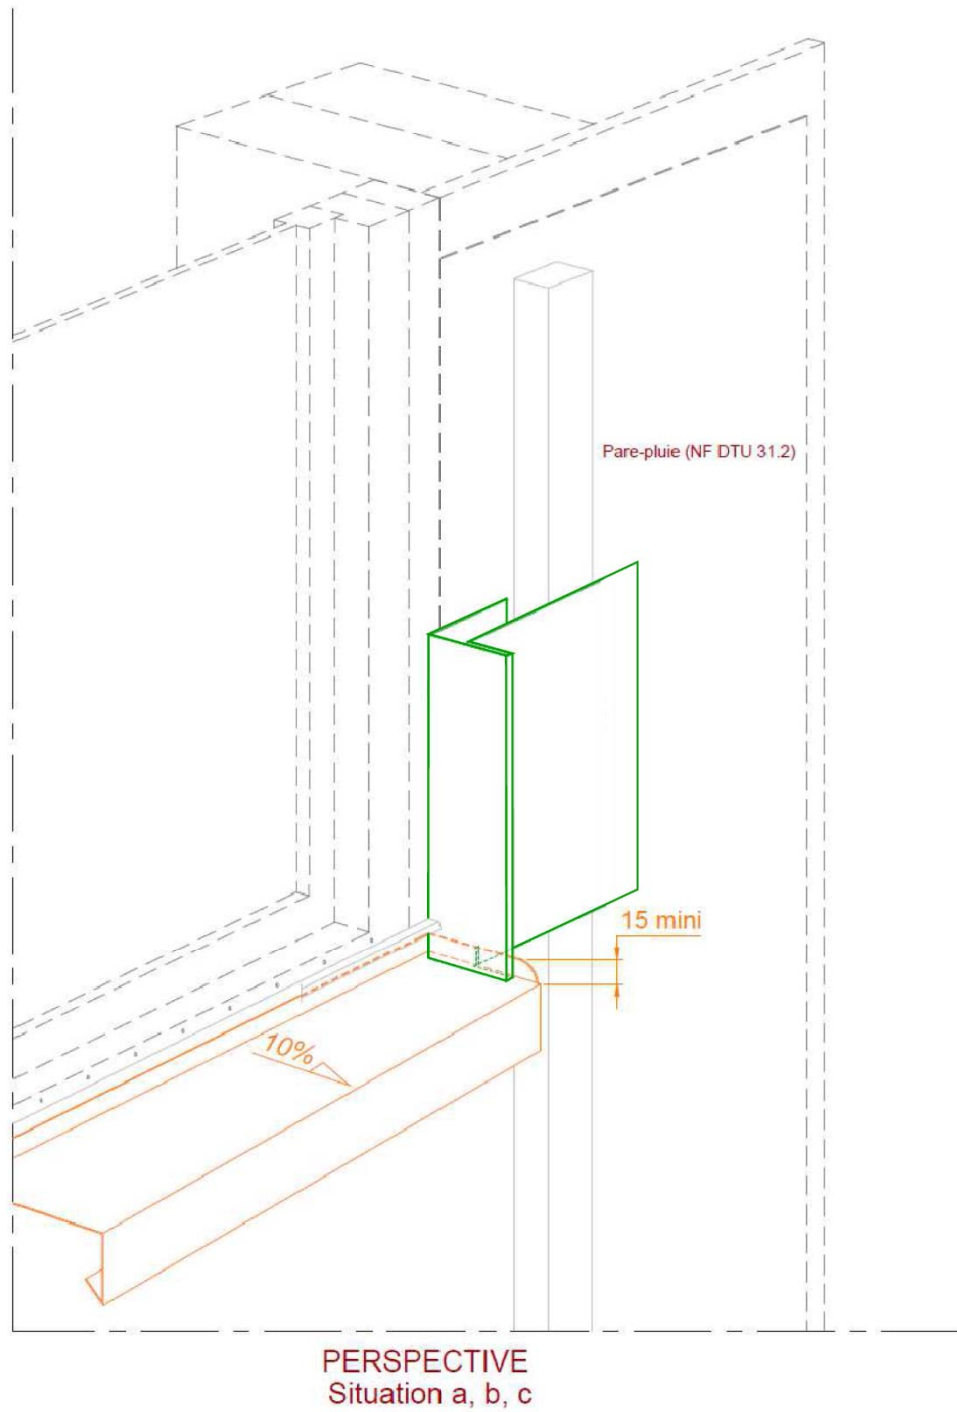 Pare-pluie (NF DTU 31.2)
15 mini
10%
PERSPECTIVE
Situation a, b, c